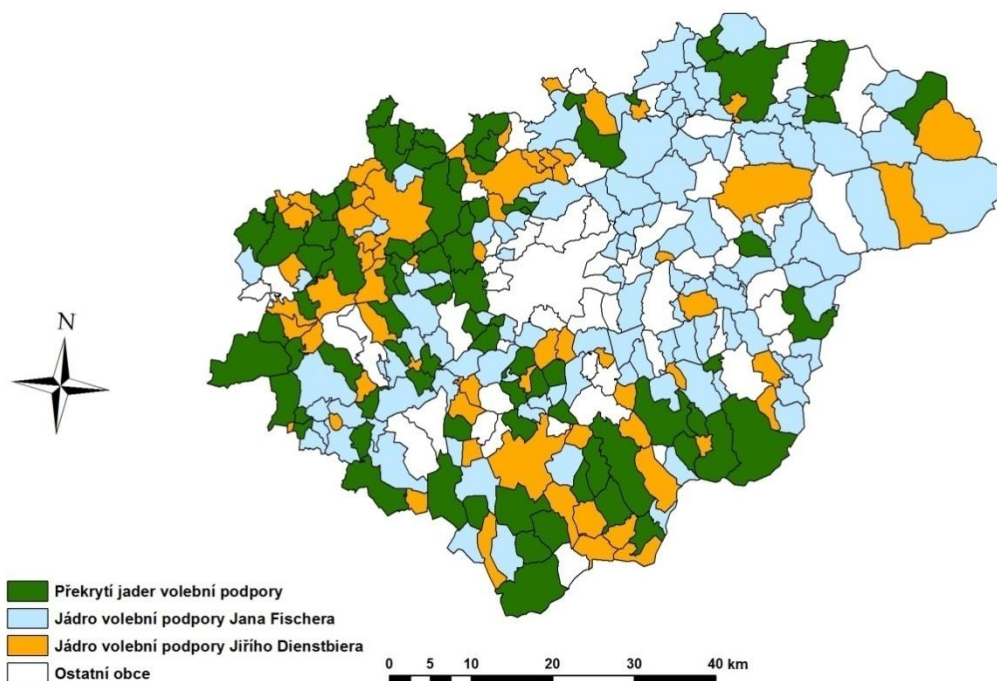 N
Překrytí jader volební podpory
Jádro volební podpory Jana Fischera
Jádro volební podpory Jiřího Dienstbiera
Ostatní obce
0 5 10 20 30 40 km